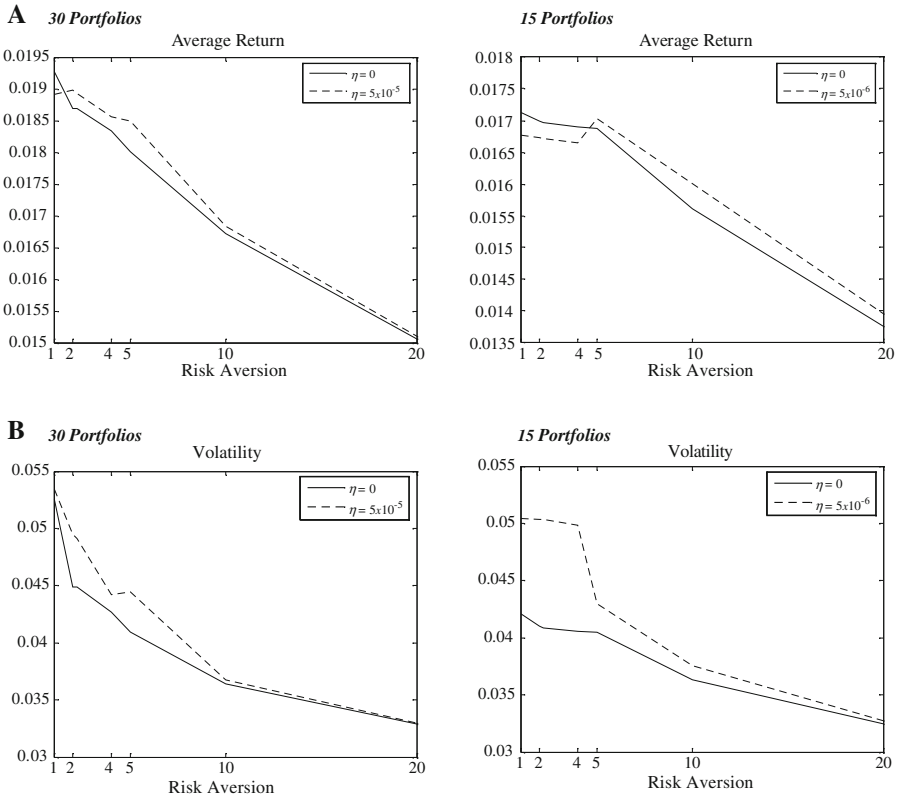 A 30 Portfolios
Average Return
0.0195
0.019
0.0185
0.018
0.0175
0.017
0.0165
0.016
0.0155
0.015
1 2 4 5 10 20
Risk Aversion
η = 0
η = 5x10⁻⁵
15 Portfolios
Average Return
0.018
0.0175
0.017
0.0165
0.016
0.0155
0.015
0.0145
0.014
0.0135
1 2 4 5 10 20
Risk Aversion
η = 0
η = 5x10⁻⁶
B 30 Portfolios
Volatility
0.055
0.05
0.045
0.04
0.035
0.03
1 2 4 5 10 20
Risk Aversion
η = 0
η = 5x10⁻⁵
15 Portfolios
Volatility
0.055
0.05
0.045
0.04
0.035
0.03
1 2 4 5 10 20
Risk Aversion
η = 0
η = 5x10⁻⁶